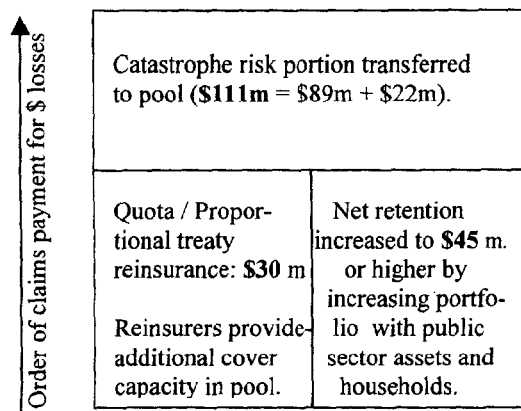 Order of claims payment for $ losses
Catastrophe risk portion transferred
to pool ($111m = $89m + $22m).
Quota / Propor-
tional treaty
reinsurance: $30 m
Reinsurers provide
additional cover
capacity in pool.
Net retention
increased to $45 m.
or higher by
increasing portfo-
lio with public
sector assets and
households.